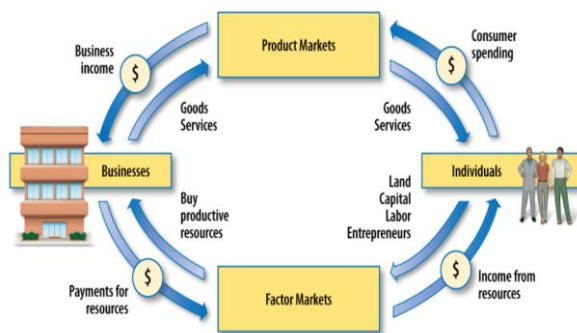 Product Markets
Business
income
$
Consumer
spending
$
Goods
Services
Goods
Services
Businesses
Individuals
Buy
productive
resources
Land
Capital
Labor
Entrepreneurs
$
Payments for
resources
Factor Markets
$
Income from
resources